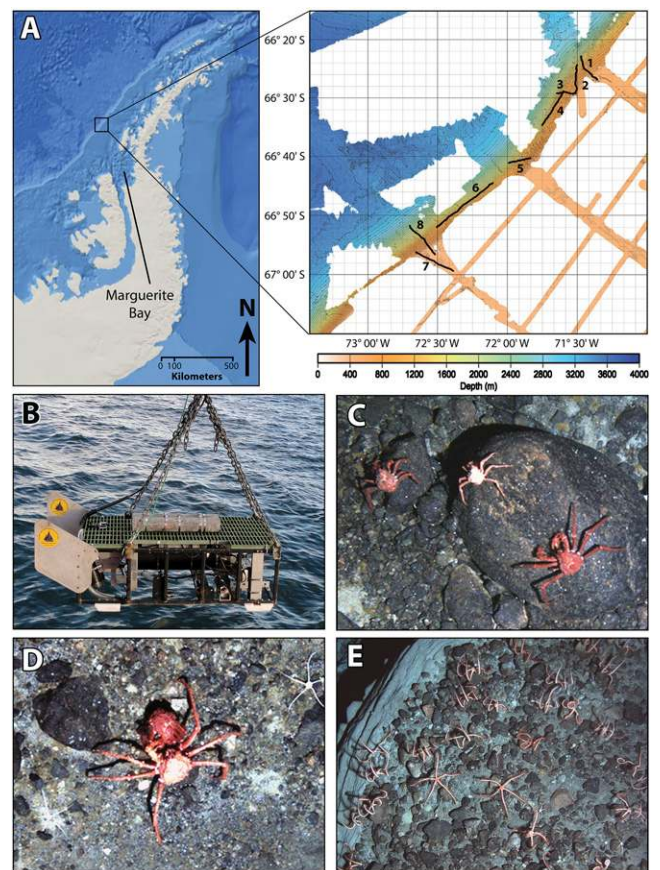 A
Marguerite
Bay
N
0 100 500
Kilometers
66° 20' S
66° 30' S
66° 40' S
66° 50' S
67° 00' S
1
3
2
4
5
6
8
7
73° 00' W 72° 30' W 72° 00' W 71° 30' W
0 400 800 1200 1600 2000 2400 2800 3200 3600 4000
Depth (m)
B
C
D
E